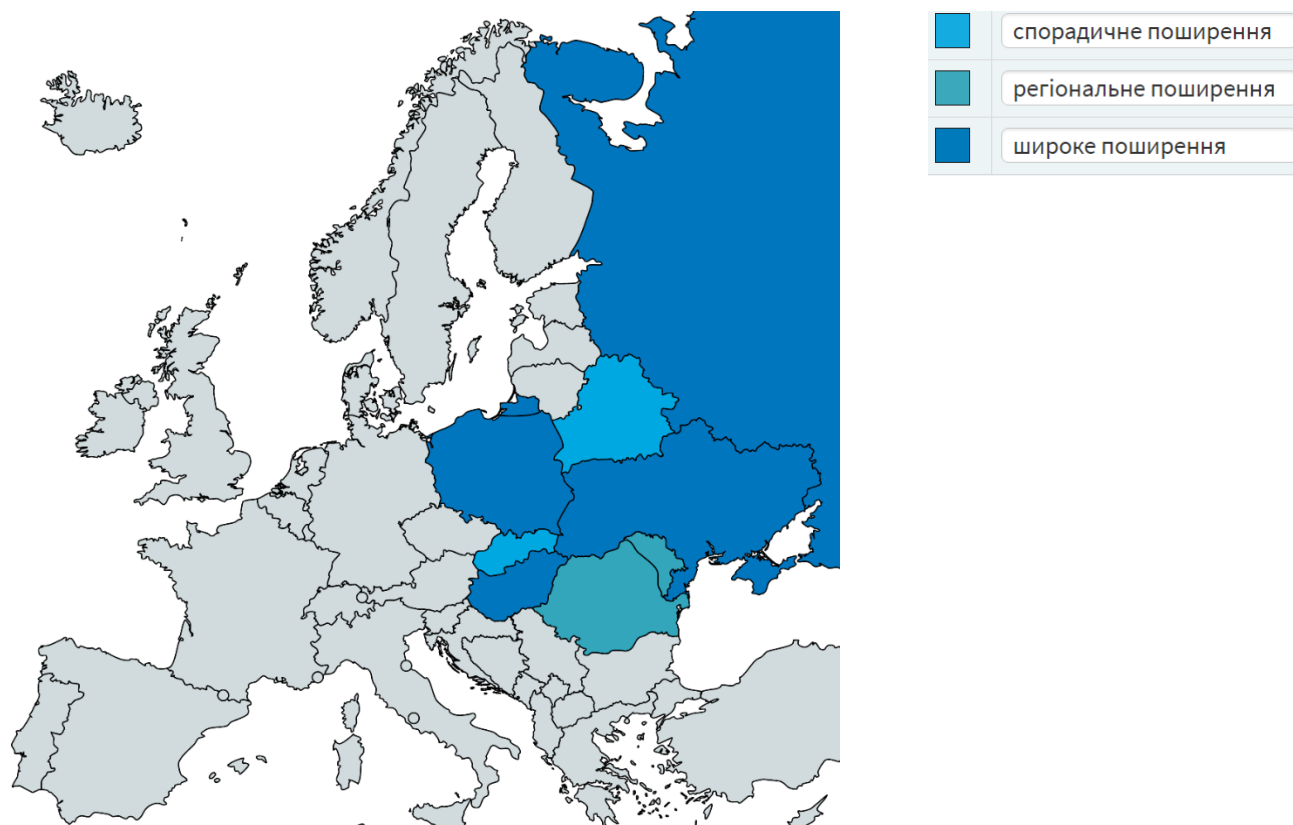 спорадичне поширення
регіональне поширення
широке поширення